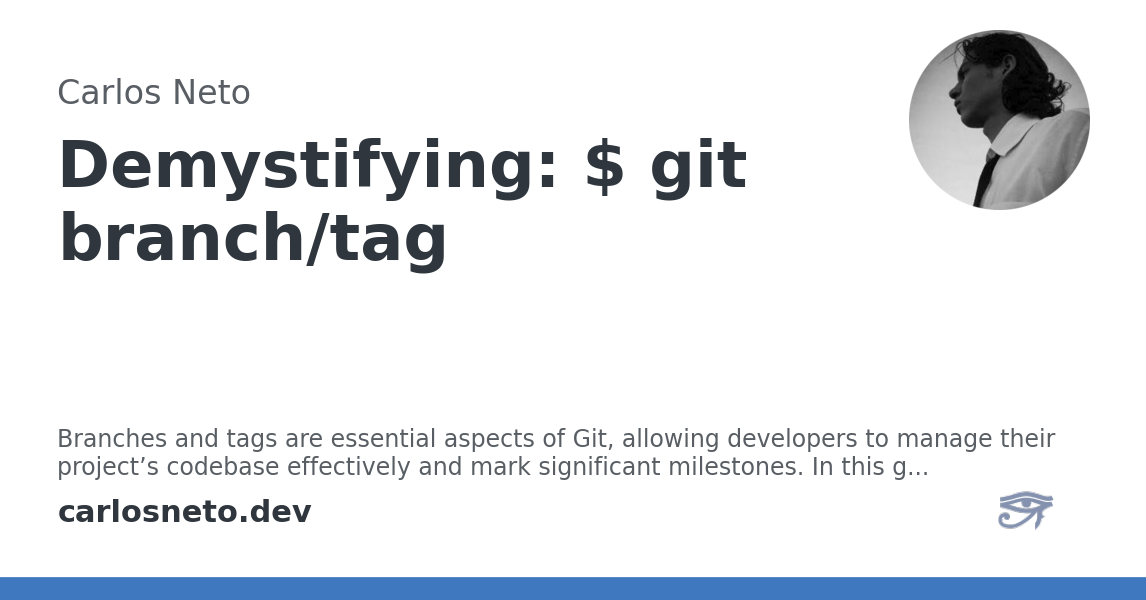 Carlos Neto
Demystifying: $ git
branch/tag
Branches and tags are essential aspects of Git, allowing developers to manage their
project’s codebase effectively and mark significant milestones. In this g...
carlosneto.dev